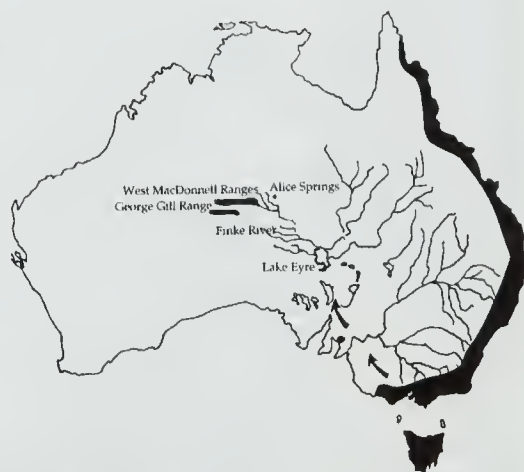 West MacDonnell Ranges
Alice Springs
George Gill Range
Finke River
Lake Eyre